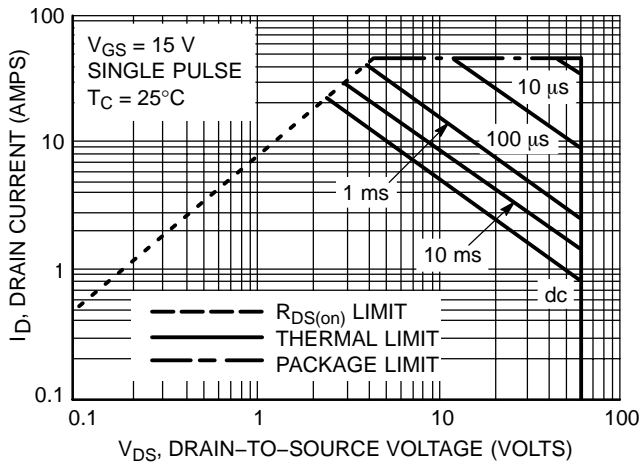 100
10
1
0.1
I_D, DRAIN CURRENT (AMPS)
V_GS = 15 V
SINGLE PULSE
T_C = 25°C
10 µs
100 µs
1 ms
10 ms
dc
R_DS(on) LIMIT
THERMAL LIMIT
PACKAGE LIMIT
0.1
1
10
100
V_DS, DRAIN−TO−SOURCE VOLTAGE (VOLTS)